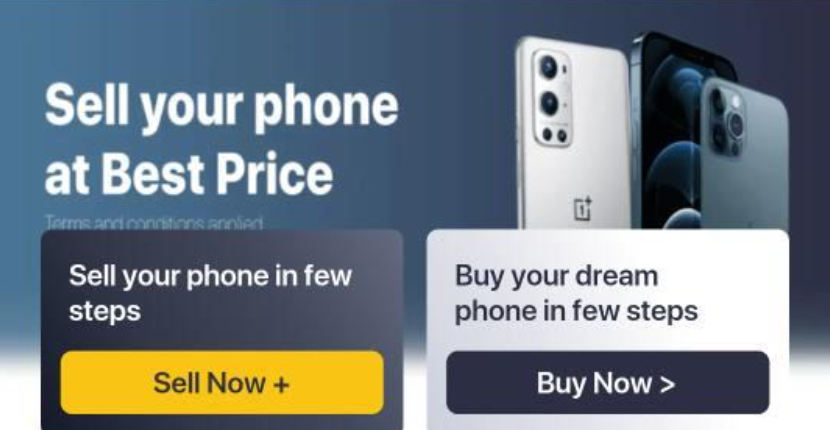 Sell your phone
at Best Price
Terms and conditions applied
Sell your phone in few
steps
Sell Now +
Buy your dream
phone in few steps
Buy Now >